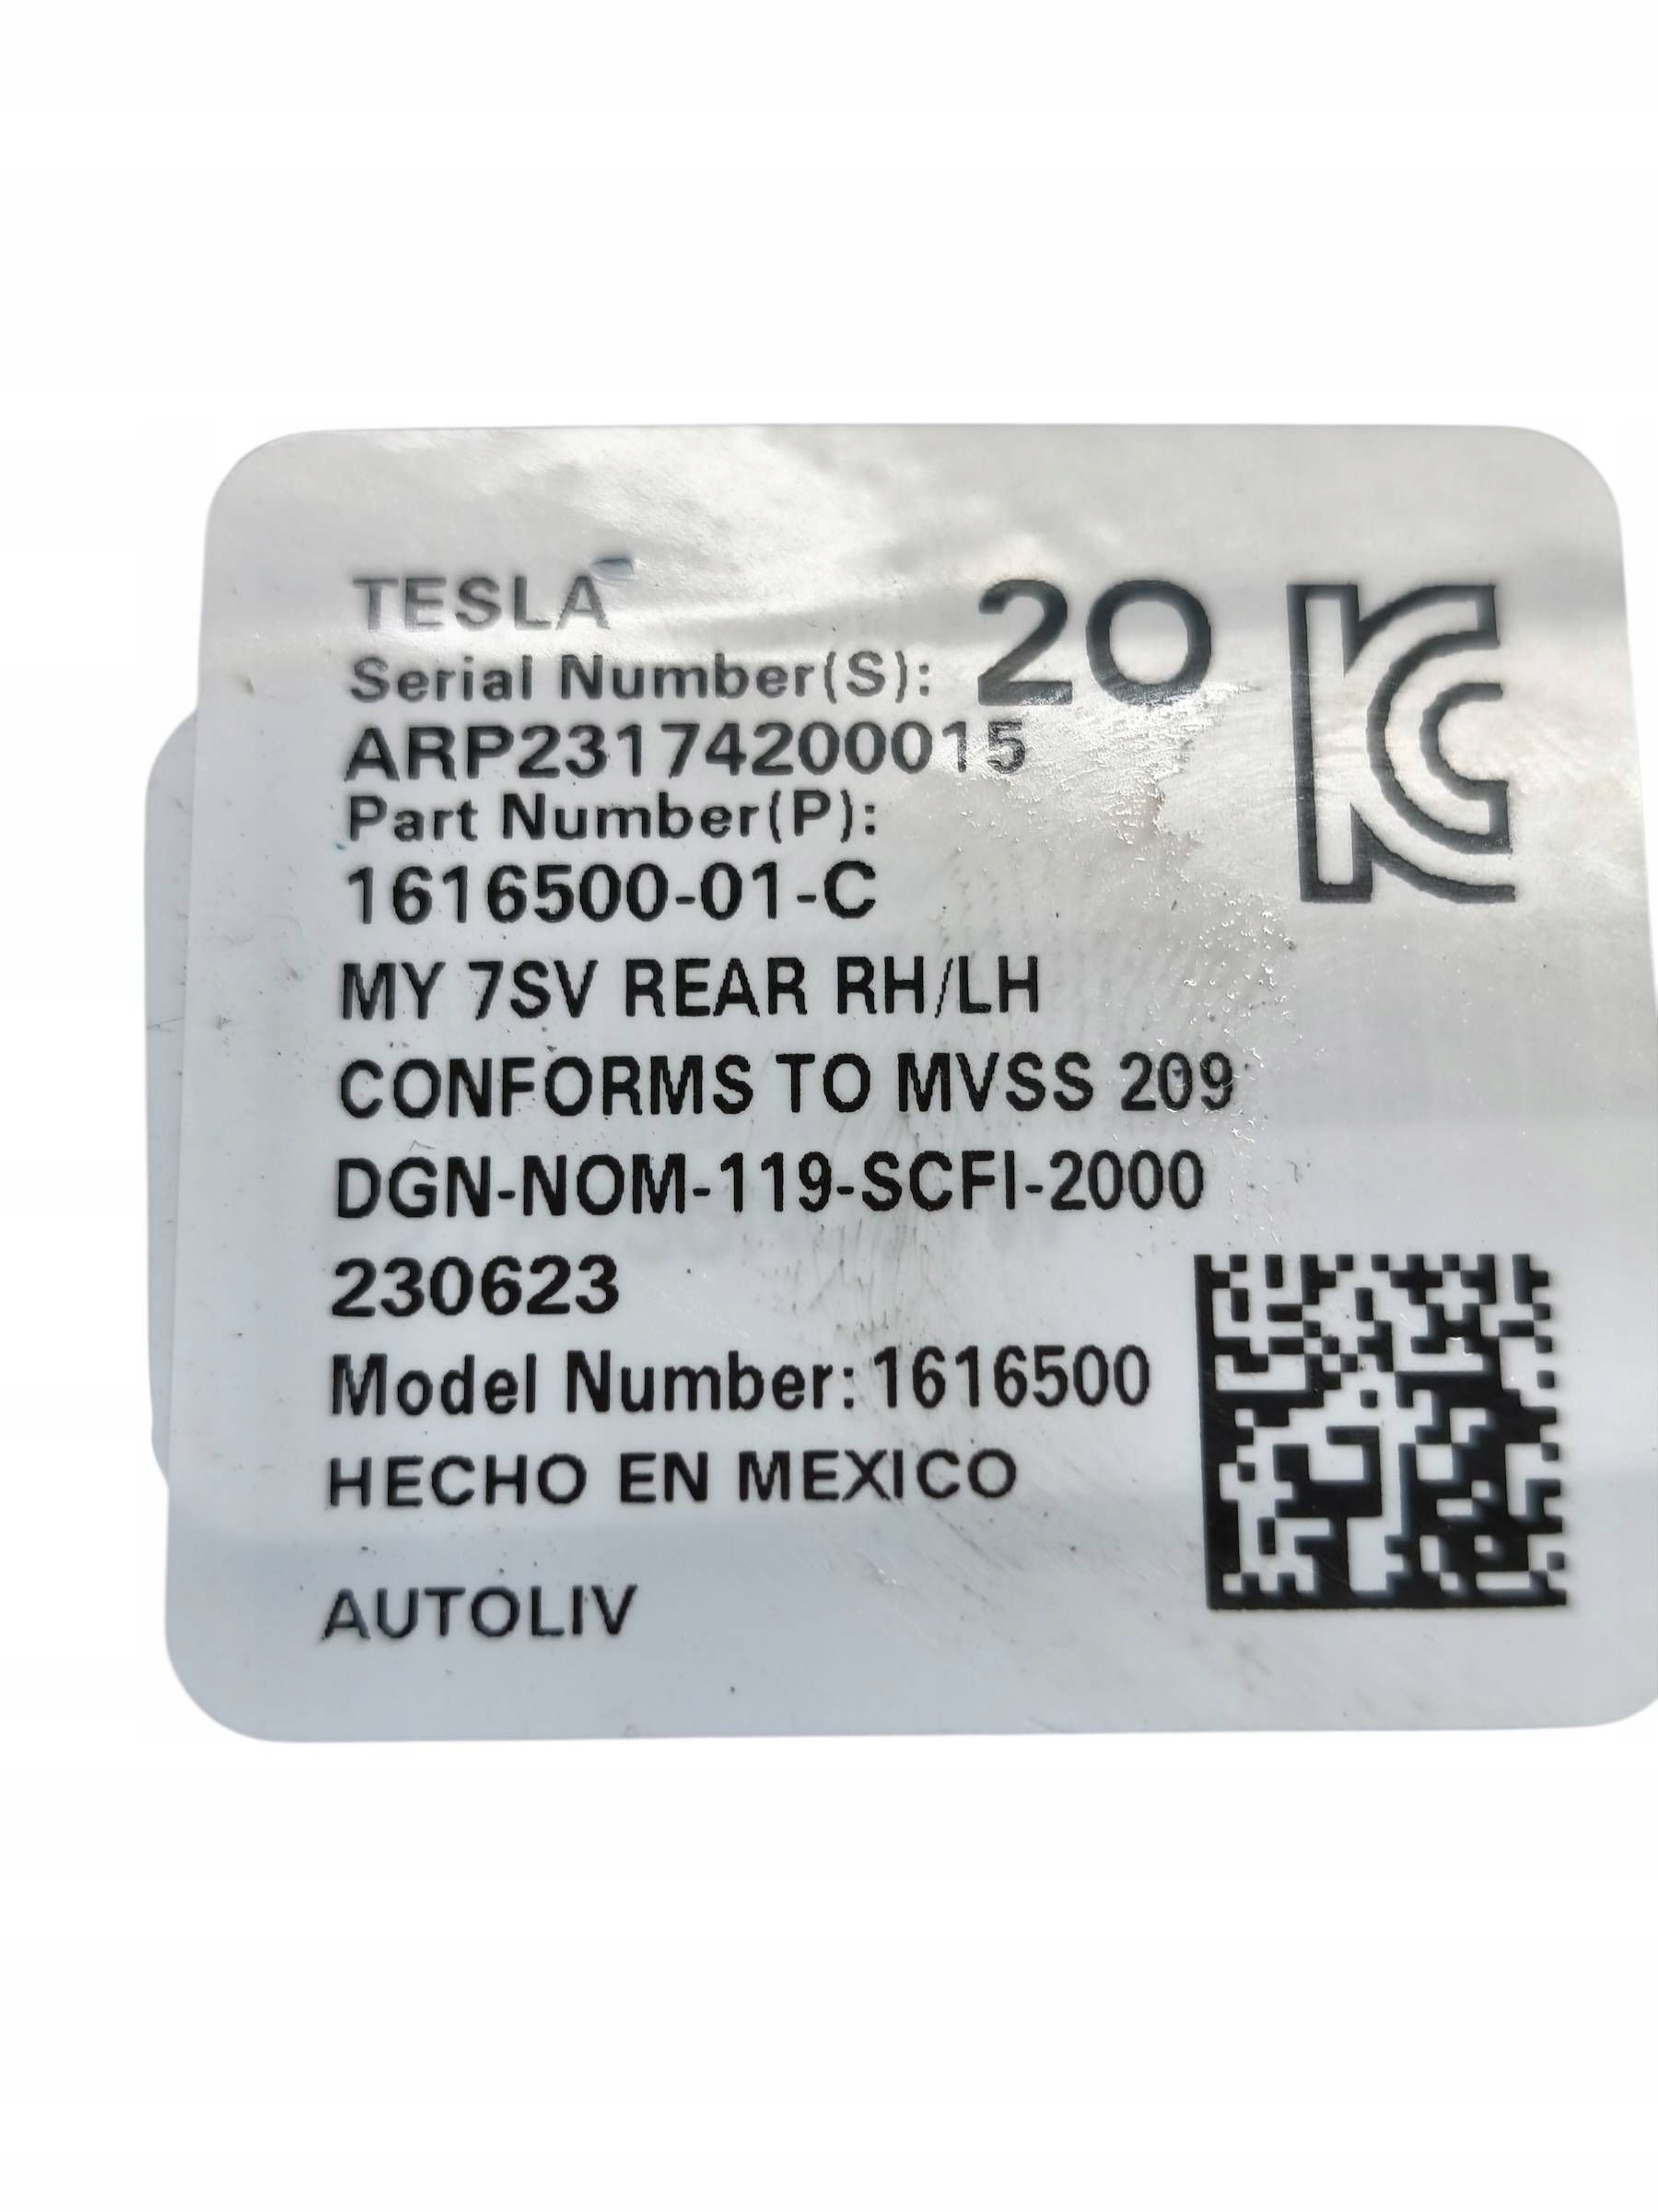 TESLA
Serial Number(S): 20
ARP23174200015
Part Number(P):
1616500-01-C
MY 7SV REAR RH/LH
CONFORMS TO MVSS 209
DGN-NOM-119-SCFI-2000
230623
Model Number: 1616500
HECHO EN MEXICO
AUTOLIV